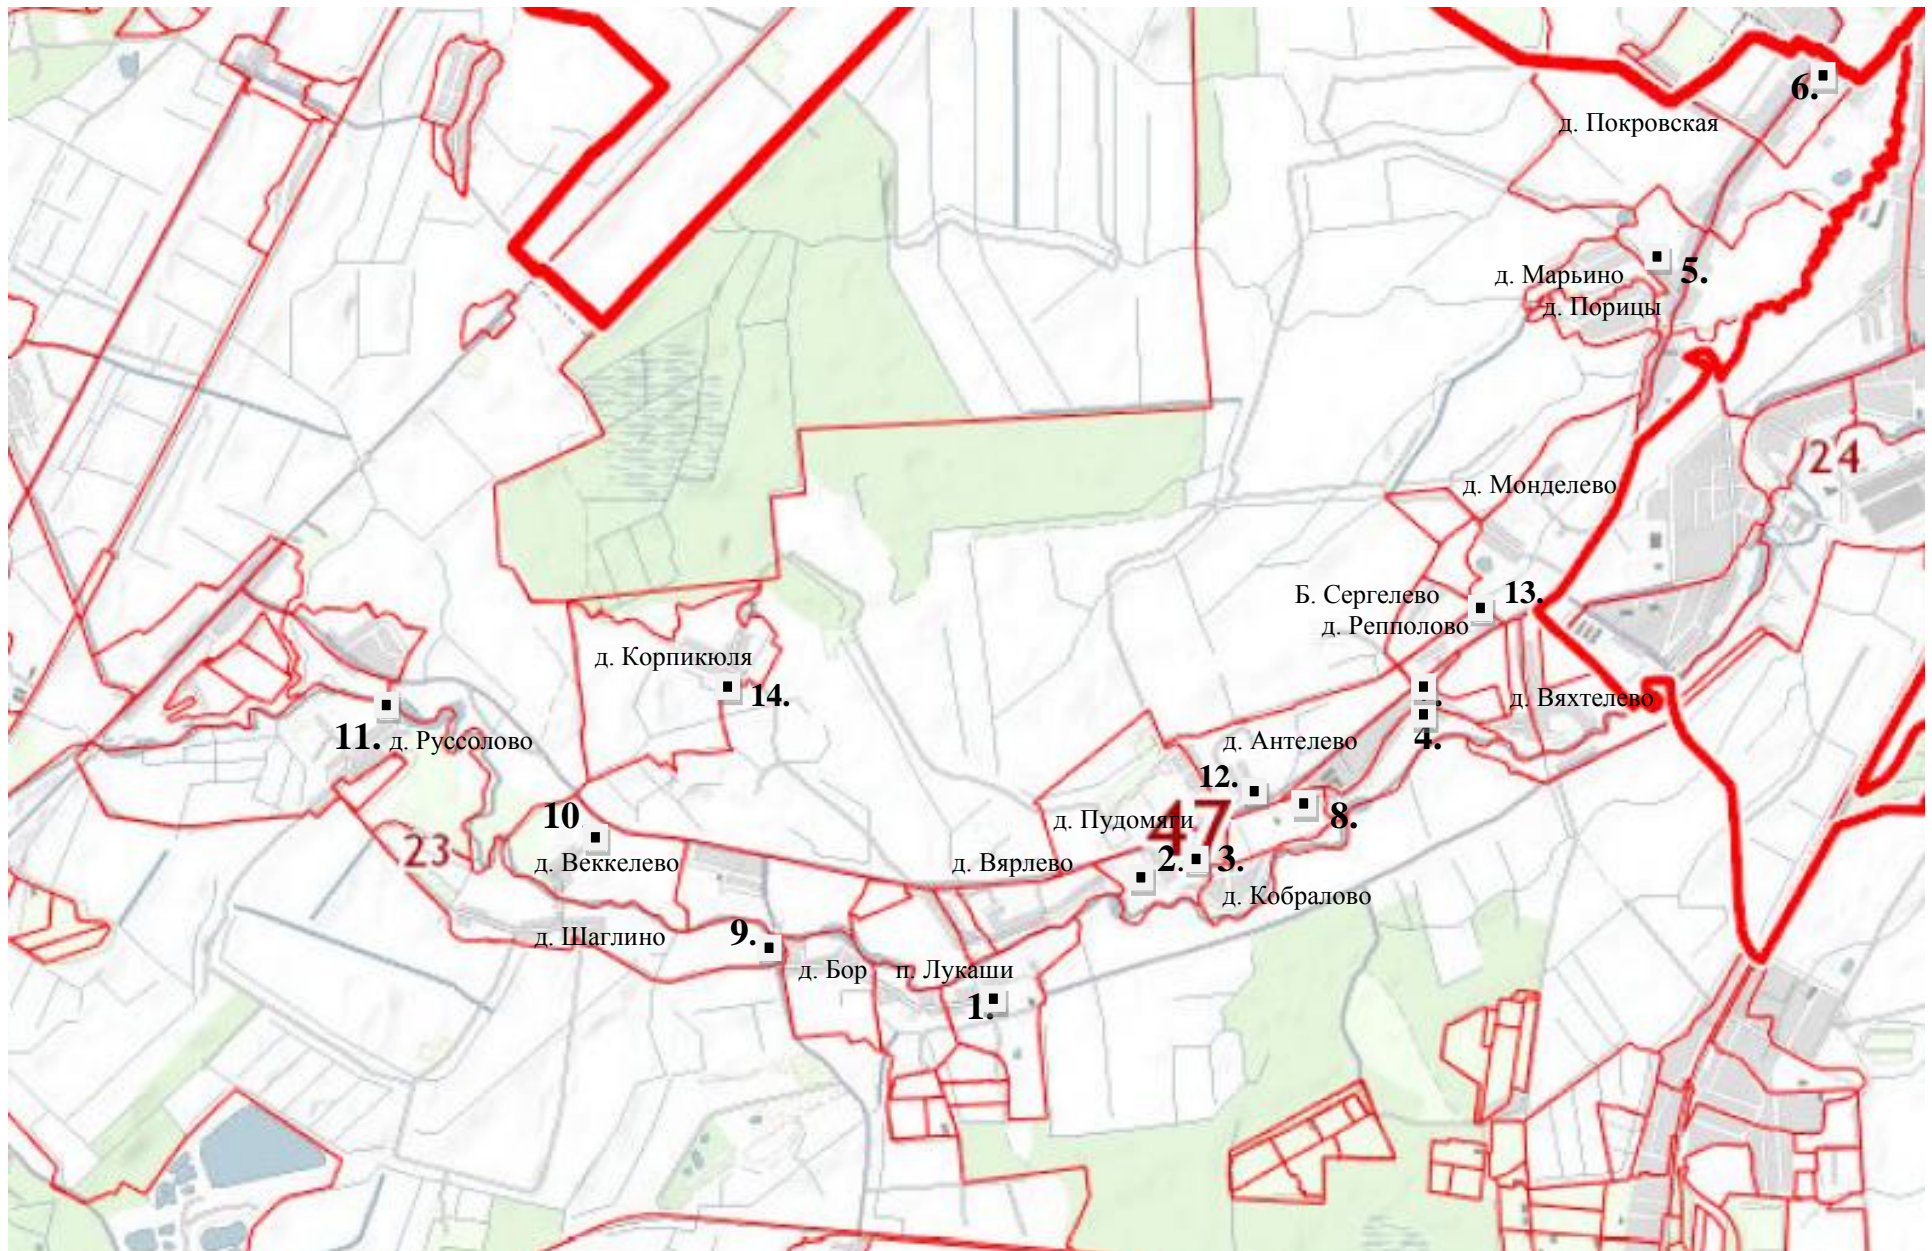 6.
д. Покровская
д. Марьино
5.
д. Порицы
24
д. Монделево
Б. Сергелево
13.
д. Репполово
д. Корпикюля
14.
д. Вяхтелево
11. д. Руссолово
д. Антелево
4.
12.
10
47
8.
д. Пудомяги
23
д. Веккелево
д. Вярлево
2.
3.
д. Кобралово
д. Шаглино
9.
д. Бор
п. Лукаши
1.